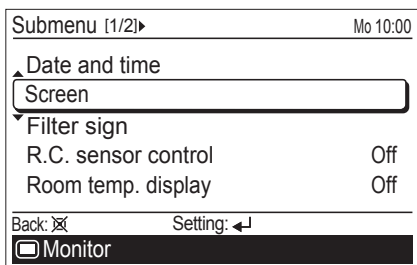 Submenu [1/2] Mo 10:00
Date and time
Screen
Filter sign
R.C. sensor control Off
Room temp. display Off
Back: Setting:
Monitor